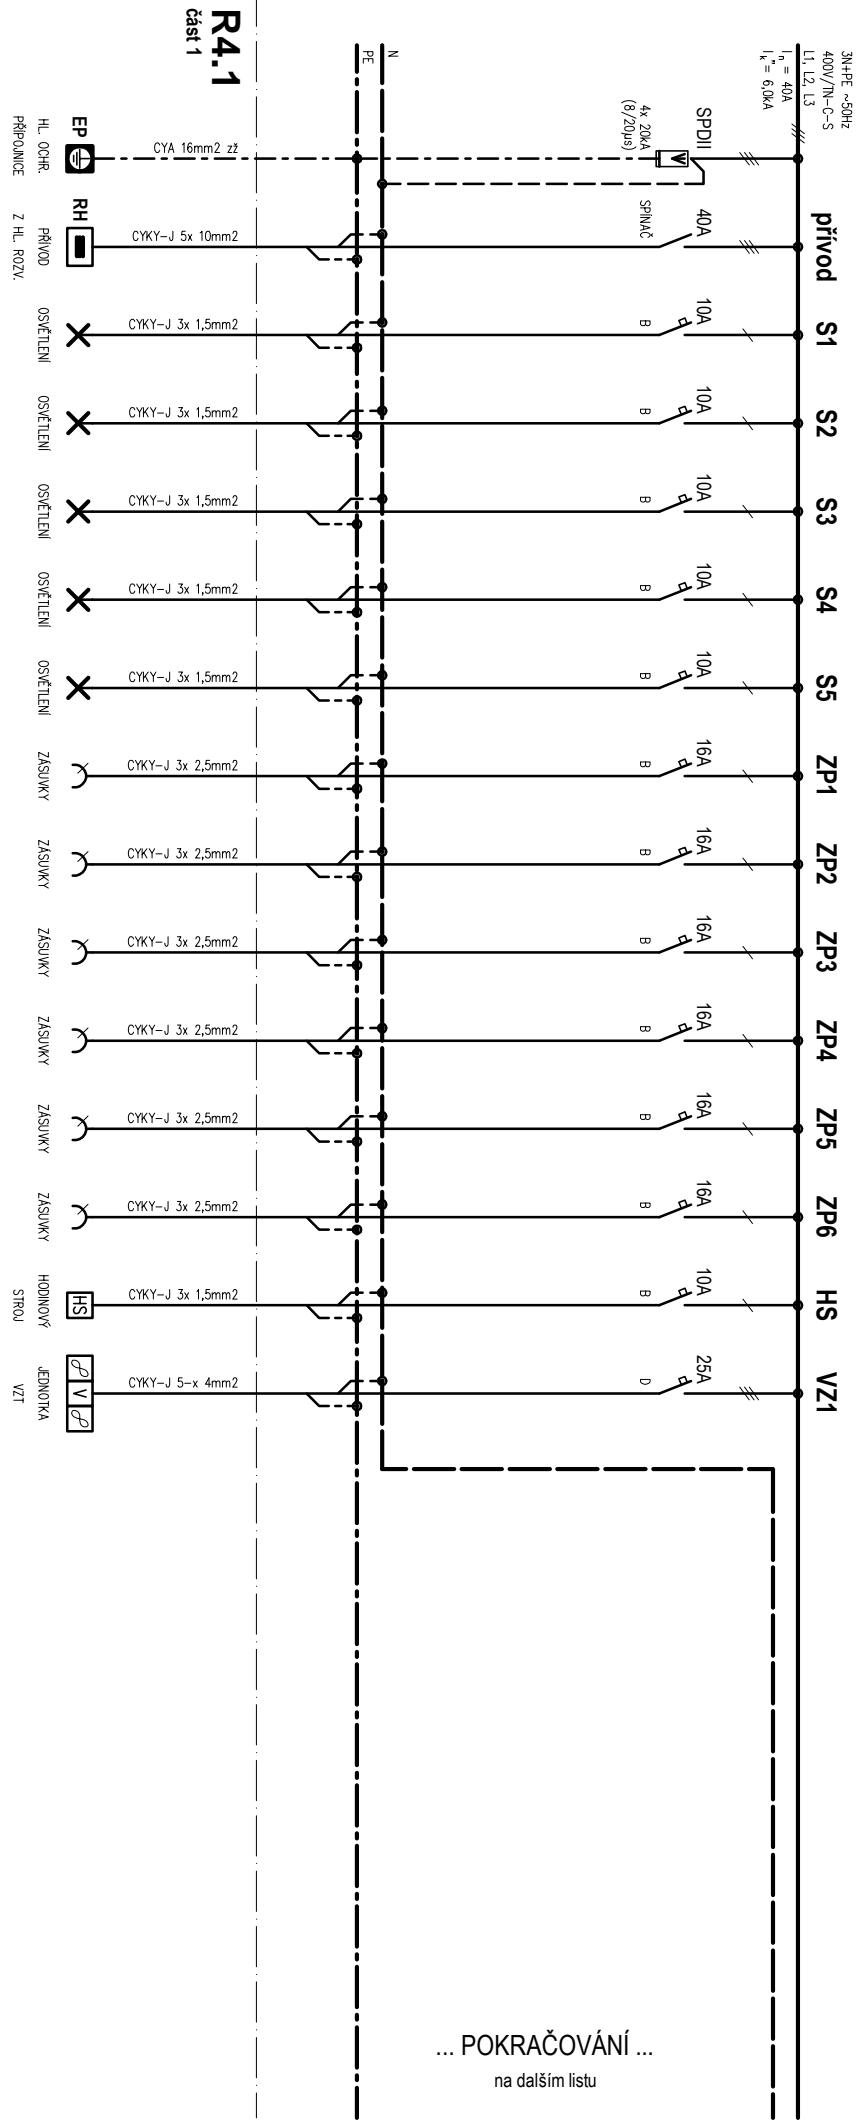 3N+PE ~50Hz
400V/TN-C-S
L1, L2, L3
In = 40A
Ik" = 6,0kA
N
PE
R4.1
část 1
SPDII
4x 20kA
(8/20µs)
CYA 16mm2 zž
EP
HL. OCHR.
PŘÍPOJNICE
přívod
40A
SPÍNAČ
CYKY-J 5x 10mm2
RH
PŘÍVOD
Z HL. ROZV.
S1
10A
B
CYKY-J 3x 1,5mm2
OSVĚTLENÍ
S2
10A
B
CYKY-J 3x 1,5mm2
OSVĚTLENÍ
S3
10A
B
CYKY-J 3x 1,5mm2
OSVĚTLENÍ
S4
10A
B
CYKY-J 3x 1,5mm2
OSVĚTLENÍ
S5
10A
B
CYKY-J 3x 1,5mm2
OSVĚTLENÍ
ZP1
16A
B
CYKY-J 3x 2,5mm2
ZÁSUVKY
ZP2
16A
B
CYKY-J 3x 2,5mm2
ZÁSUVKY
ZP3
16A
B
CYKY-J 3x 2,5mm2
ZÁSUVKY
ZP4
16A
B
CYKY-J 3x 2,5mm2
ZÁSUVKY
ZP5
16A
B
CYKY-J 3x 2,5mm2
ZÁSUVKY
ZP6
16A
B
CYKY-J 3x 2,5mm2
ZÁSUVKY
HS
10A
B
CYKY-J 3x 1,5mm2
HS
HODINOVÝ
STROJ
VZ1
25A
D
CYKY-J 5-x 4mm2
V
JEDNOTKA
VZT
... POKRAČOVÁNÍ ...
na dalším listu